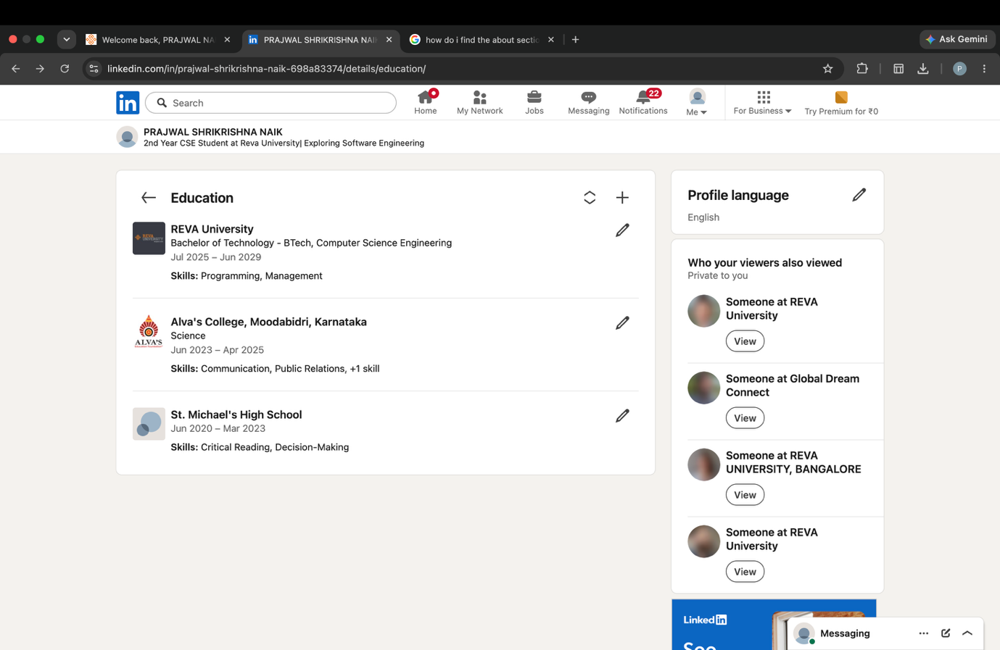 Welcome back, PRAJWAL NA
PRAJWAL SHRIKRISHNA NAIK
how do i find the about sectio
Ask Gemini
linkedin.com/in/prajwal-shrikrishna-naik-698a83374/details/education/
P
in
Search
Home
My Network
Jobs
Messaging
22
Notifications
Me
For Business
Try Premium for ₹0
PRAJWAL SHRIKRISHNA NAIK
2nd Year CSE Student at Reva University| Exploring Software Engineering
Education
REVA University
Bachelor of Technology - BTech, Computer Science Engineering
Jul 2025 – Jun 2029
Skills: Programming, Management
Alva's College, Moodabidri, Karnataka
Science
Jun 2023 – Apr 2025
Skills: Communication, Public Relations, +1 skill
ALVA'S
St. Michael's High School
Jun 2020 – Mar 2023
Skills: Critical Reading, Decision-Making
Profile language
English
Who your viewers also viewed
Private to you
Someone at REVA
University
View
Someone at Global Dream
Connect
View
Someone at REVA
UNIVERSITY, BANGALORE
View
Someone at REVA
University
View
Linked in
See
Messaging